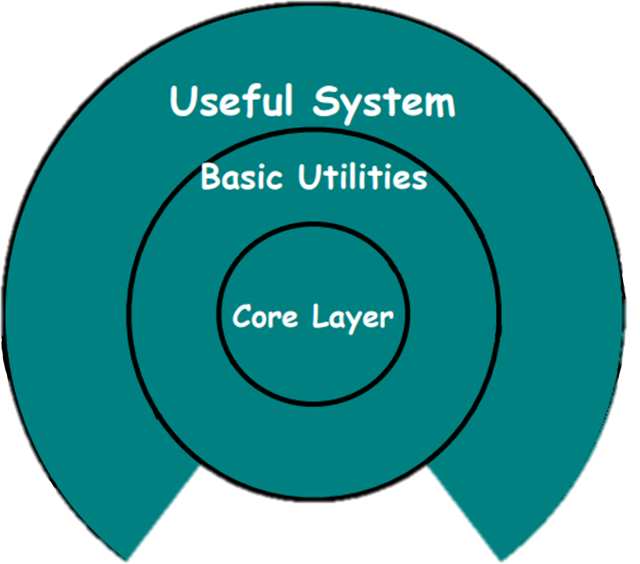 Useful System
Basic Utilities
Core Layer